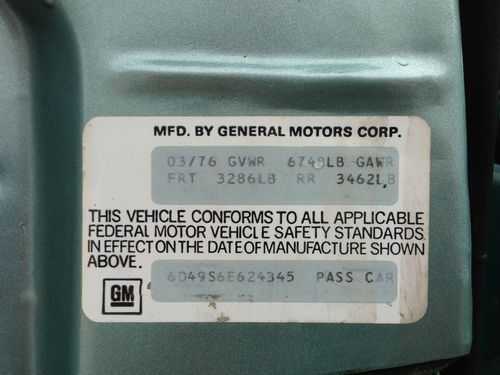 MFD. BY GENERAL MOTORS CORP.
03/76 GVWR 6748LB GAWR
FRT 3286LB RR 3462LB
THIS VEHICLE CONFORMS TO ALL APPLICABLE
FEDERAL MOTOR VEHICLE SAFETY STANDARDS
IN EFFECT ON THE DATE OF MANUFACTURE SHOWN
ABOVE.
6D49S6E624345 PASS CAR
GM